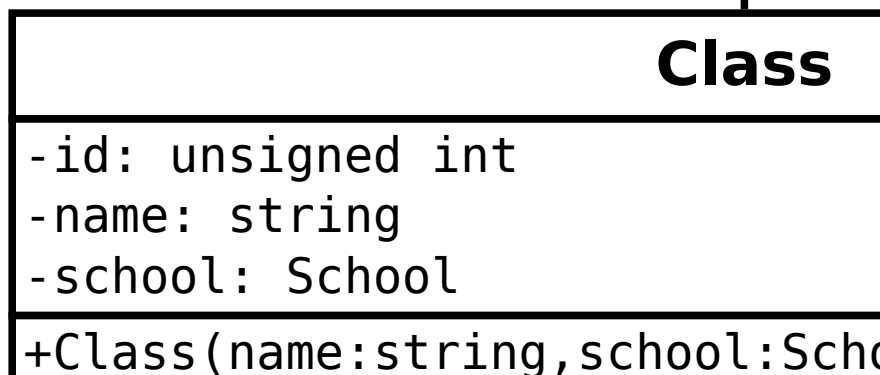 Class
-id: unsigned int
-name: string
-school: School
+Class(name:string,school: